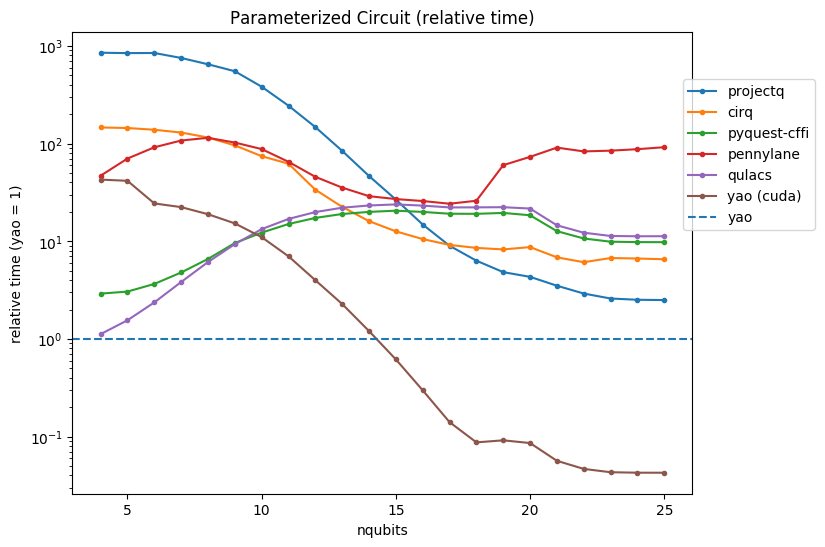 Parameterized Circuit (relative time)
relative time (yao = 1)
10³
10²
10¹
10⁰
10⁻¹
5 10 15 20 25
nqubits
projectq
cirq
pyquest-cffi
pennylane
qulacs
yao (cuda)
yao